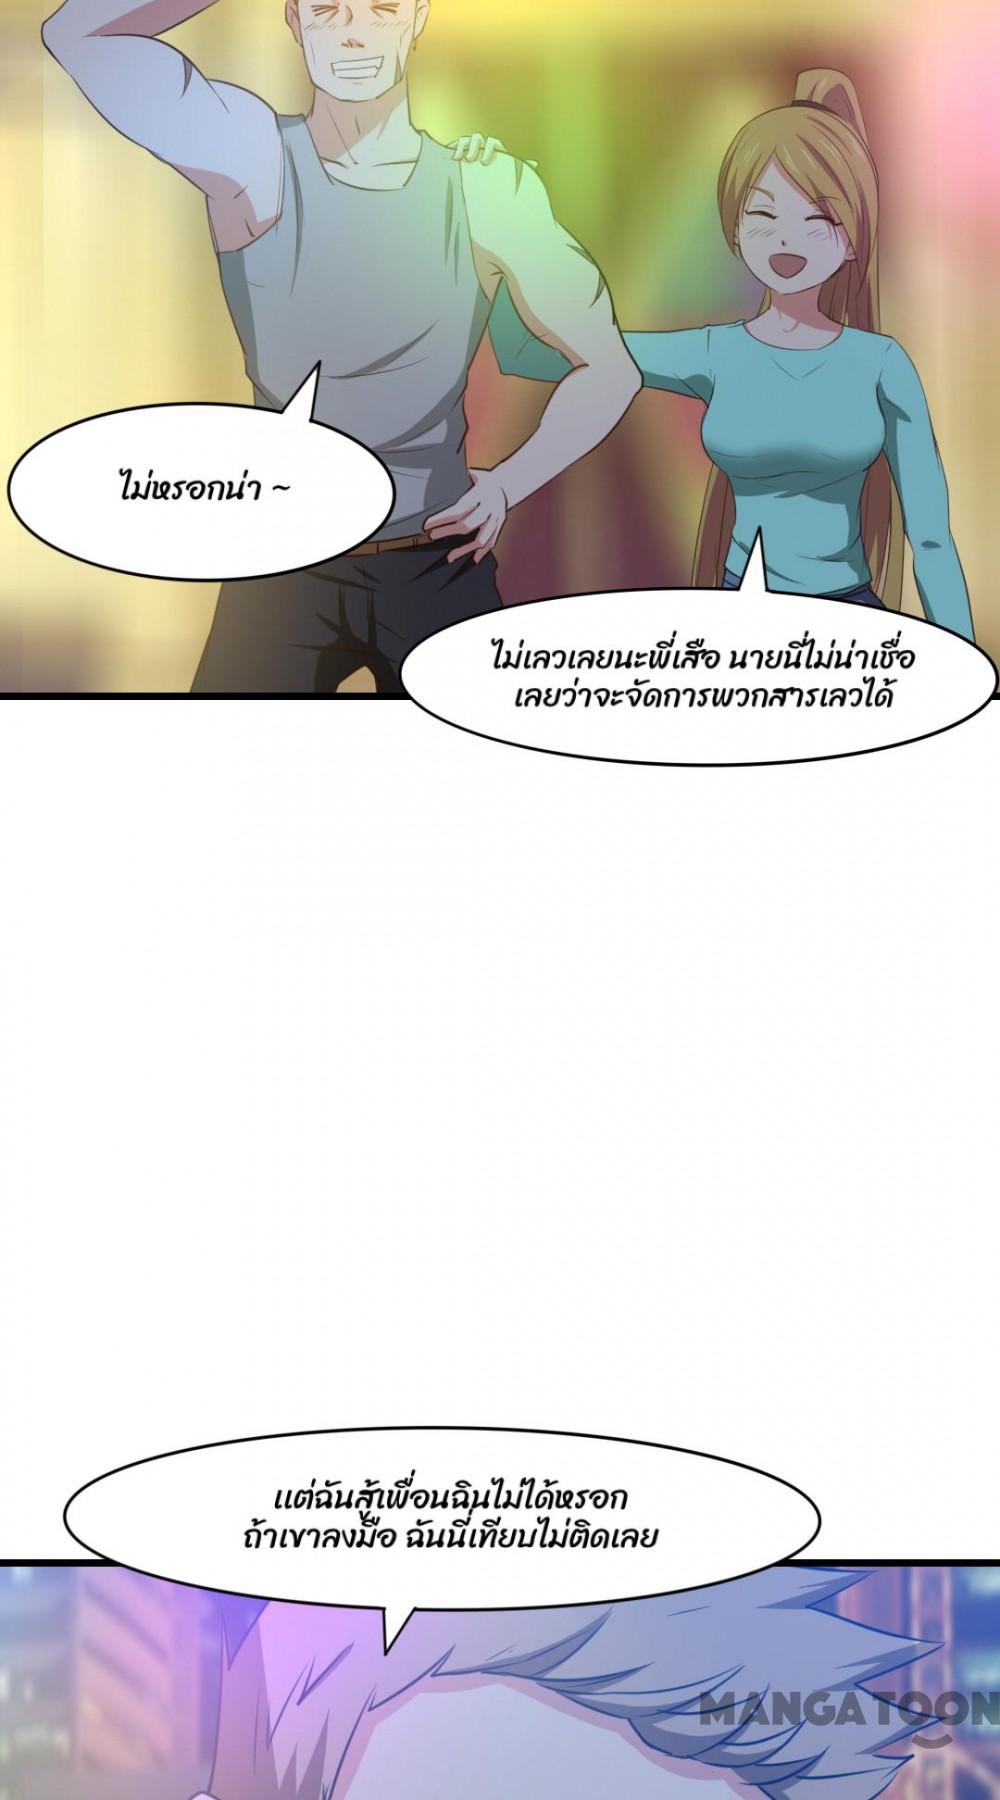 ไม่หรอกน่า ~
ไม่เลวเลยนะพี่เสือ นายนี่ไม่น่าเชื่อ
เลยว่าจะจัดการพวกสารเลวได้
แต่ฉันสู้เพื่อนฉินไม่ได้หรอก
ถ้าเขาลงมือ ฉันนี่เทียบไม่ติดเลย
MANGATOON